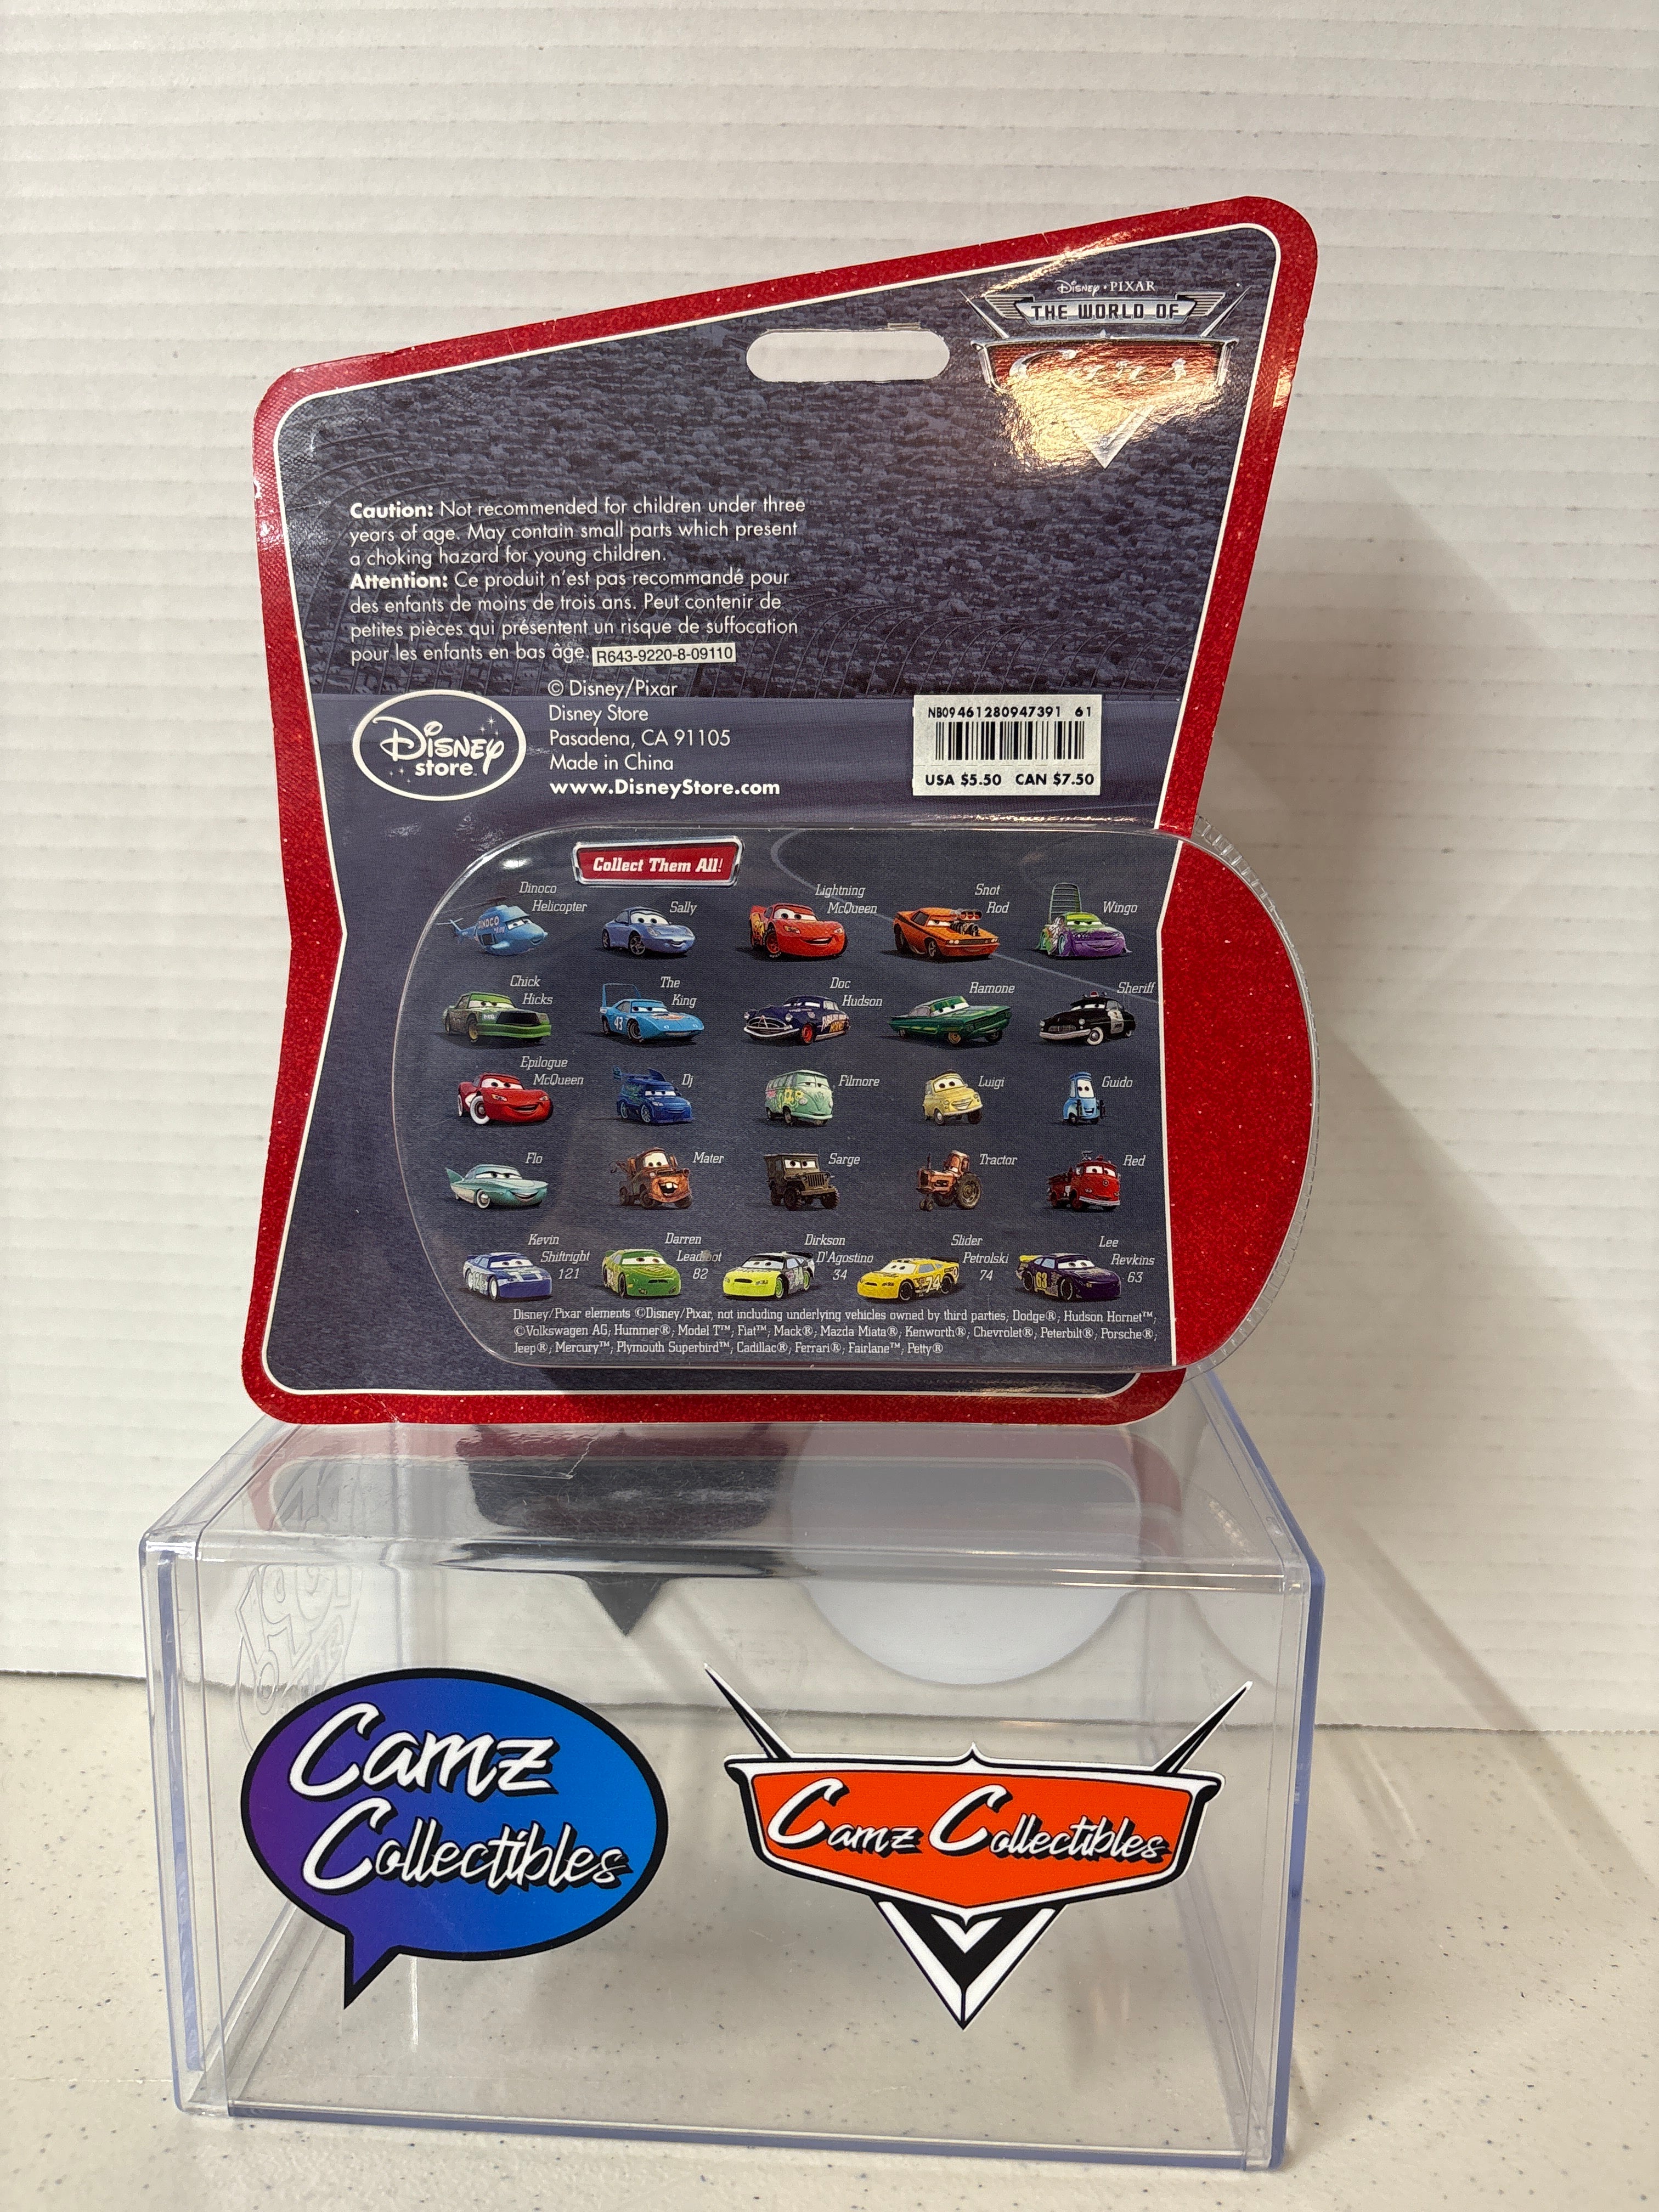 Disney • PIXAR
THE WORLD OF
Caution: Not recommended for children under three
years of age. May contain small parts which present
a choking hazard for young children.
Attention: Ce produit n'est pas recommandé pour
des enfants de moins de trois ans. Peut contenir de
petites pièces qui présentent un risque de suffocation
pour les enfants en bas âge. R643-9220-8-09110
Disney
store
© Disney/Pixar
Disney Store
Pasadena, CA 91105
Made in China
www.DisneyStore.com
NB09 461280947391 61
USA $5.50 CAN $7.50
Collect Them All!
Dinoco
Helicopter
DINOCO
Sally
Lightning
McQueen
Snot
Rod
Wingo
Chick
Hicks
The
King
43
Doc
Hudson
Ramone
Sheriff
Epilogue
McQueen
Dj
Filmore
Luigi
Guido
Flo
Mater
Sarge
Tractor
Red
Kevin
Shiftright
121
Darren
Leadfoot
82
Dirkson
D'Agostino
34
Slider
Petrolski
74
74
Lee
Revkins
63
63
Disney/Pixar elements ©Disney/Pixar, not including underlying vehicles owned by third parties; Dodge®; Hudson Hornet™;
©Volkswagen AG; Hummer®; Model T™; Fiat™; Mack®; Mazda Miata®; Kenworth®; Chevrolet®; Peterbilt®; Porsche®;
Jeep®; Mercury™; Plymouth Superbird™; Cadillac®; Ferrari®; Fairlane™; Petty®
Camz
Collectibles
Camz Collectibles